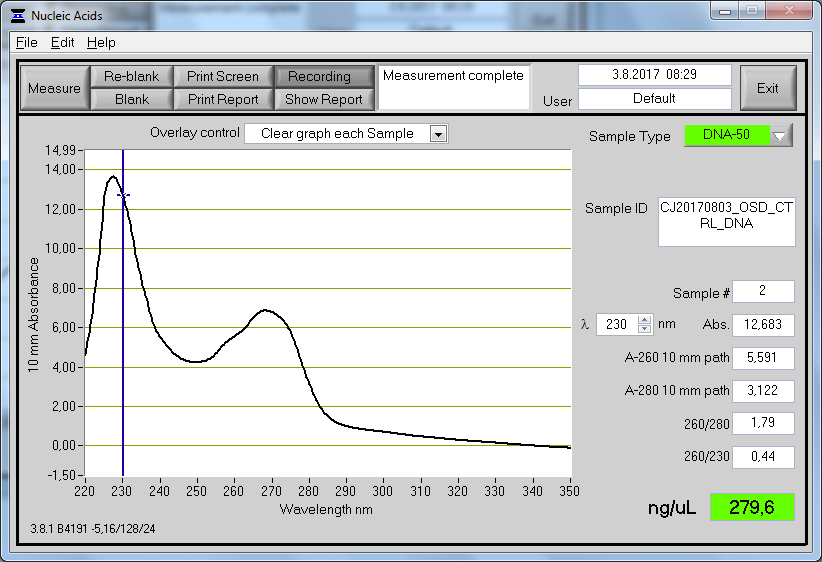 Nucleic Acids
File Edit Help
Measure
Re-blank
Blank
Print Screen
Print Report
Recording
Show Report
Measurement complete
3.8.2017 08:29
User
Default
Exit
Overlay control
Clear graph each Sample
Sample Type
DNA-50
Sample ID
CJ20170803_OSD_CT
RL_DNA
Sample #
2
λ 230 nm
Abs. 12,683
A-260 10 mm path 5,591
A-280 10 mm path 3,122
260/280 1,79
260/230 0,44
ng/uL 279,6
10 mm Absorbance
14,99
14,00
12,00
10,00
8,00
6,00
4,00
2,00
0,00
-1,50
220 230 240 250 260 270 280 290 300 310 320 330 340 350
Wavelength nm
3.8.1 B4191 -5,16/128/24